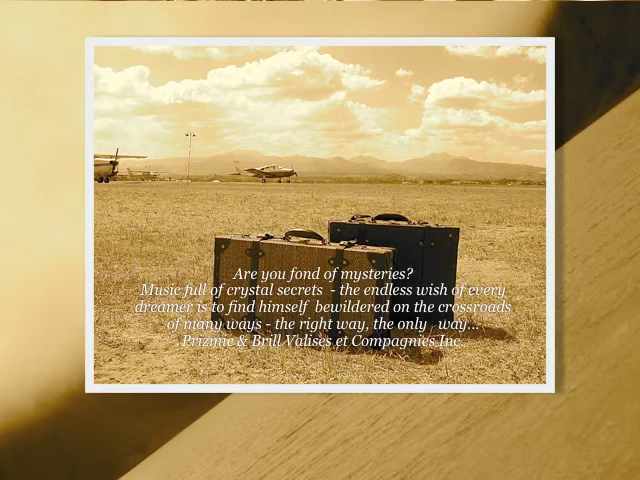 Are you fond of mysteries?
Music full of crystal secrets - the endless wish of every
dreamer is to find himself bewildered on the crossroads
of many ways - the right way, the only way...
Prizmic & Brill Valises et Compagnies Inc.